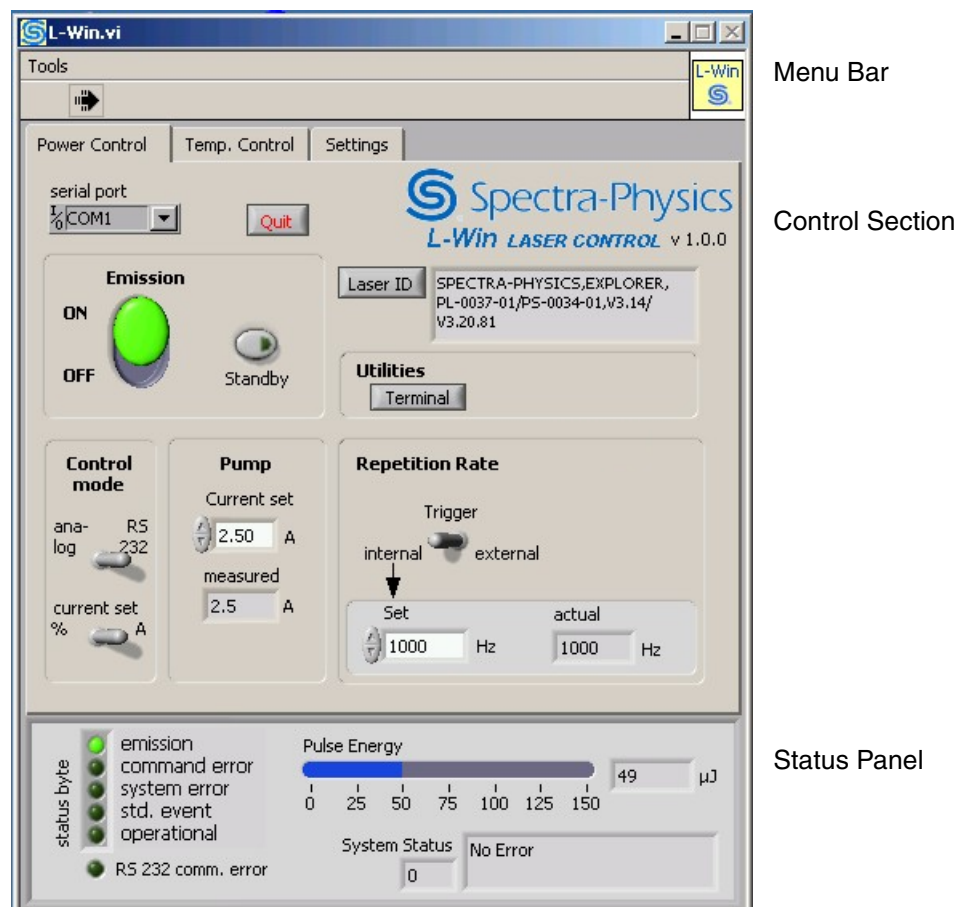 L-Win.vi
Tools
L-Win
Menu Bar
Power Control
Temp. Control
Settings
serial port
COM1
Quit
Spectra-Physics
L-Win LASER CONTROL v 1.0.0
Control Section
Emission
ON
OFF
Standby
Laser ID
SPECTRA-PHYSICS,EXPLORER,
PL-0037-01/PS-0034-01,V3.14/
V3.20.81
Utilities
Terminal
Control
mode
ana- RS
log 232
current set
% A
Pump
Current set
2.50 A
measured
2.5 A
Repetition Rate
Trigger
internal external
Set actual
1000 Hz 1000 Hz
status byte
emission
command error
system error
std. event
operational
RS 232 comm. error
Pulse Energy
49 µJ
0 25 50 75 100 125 150
System Status
0
No Error
Status Panel